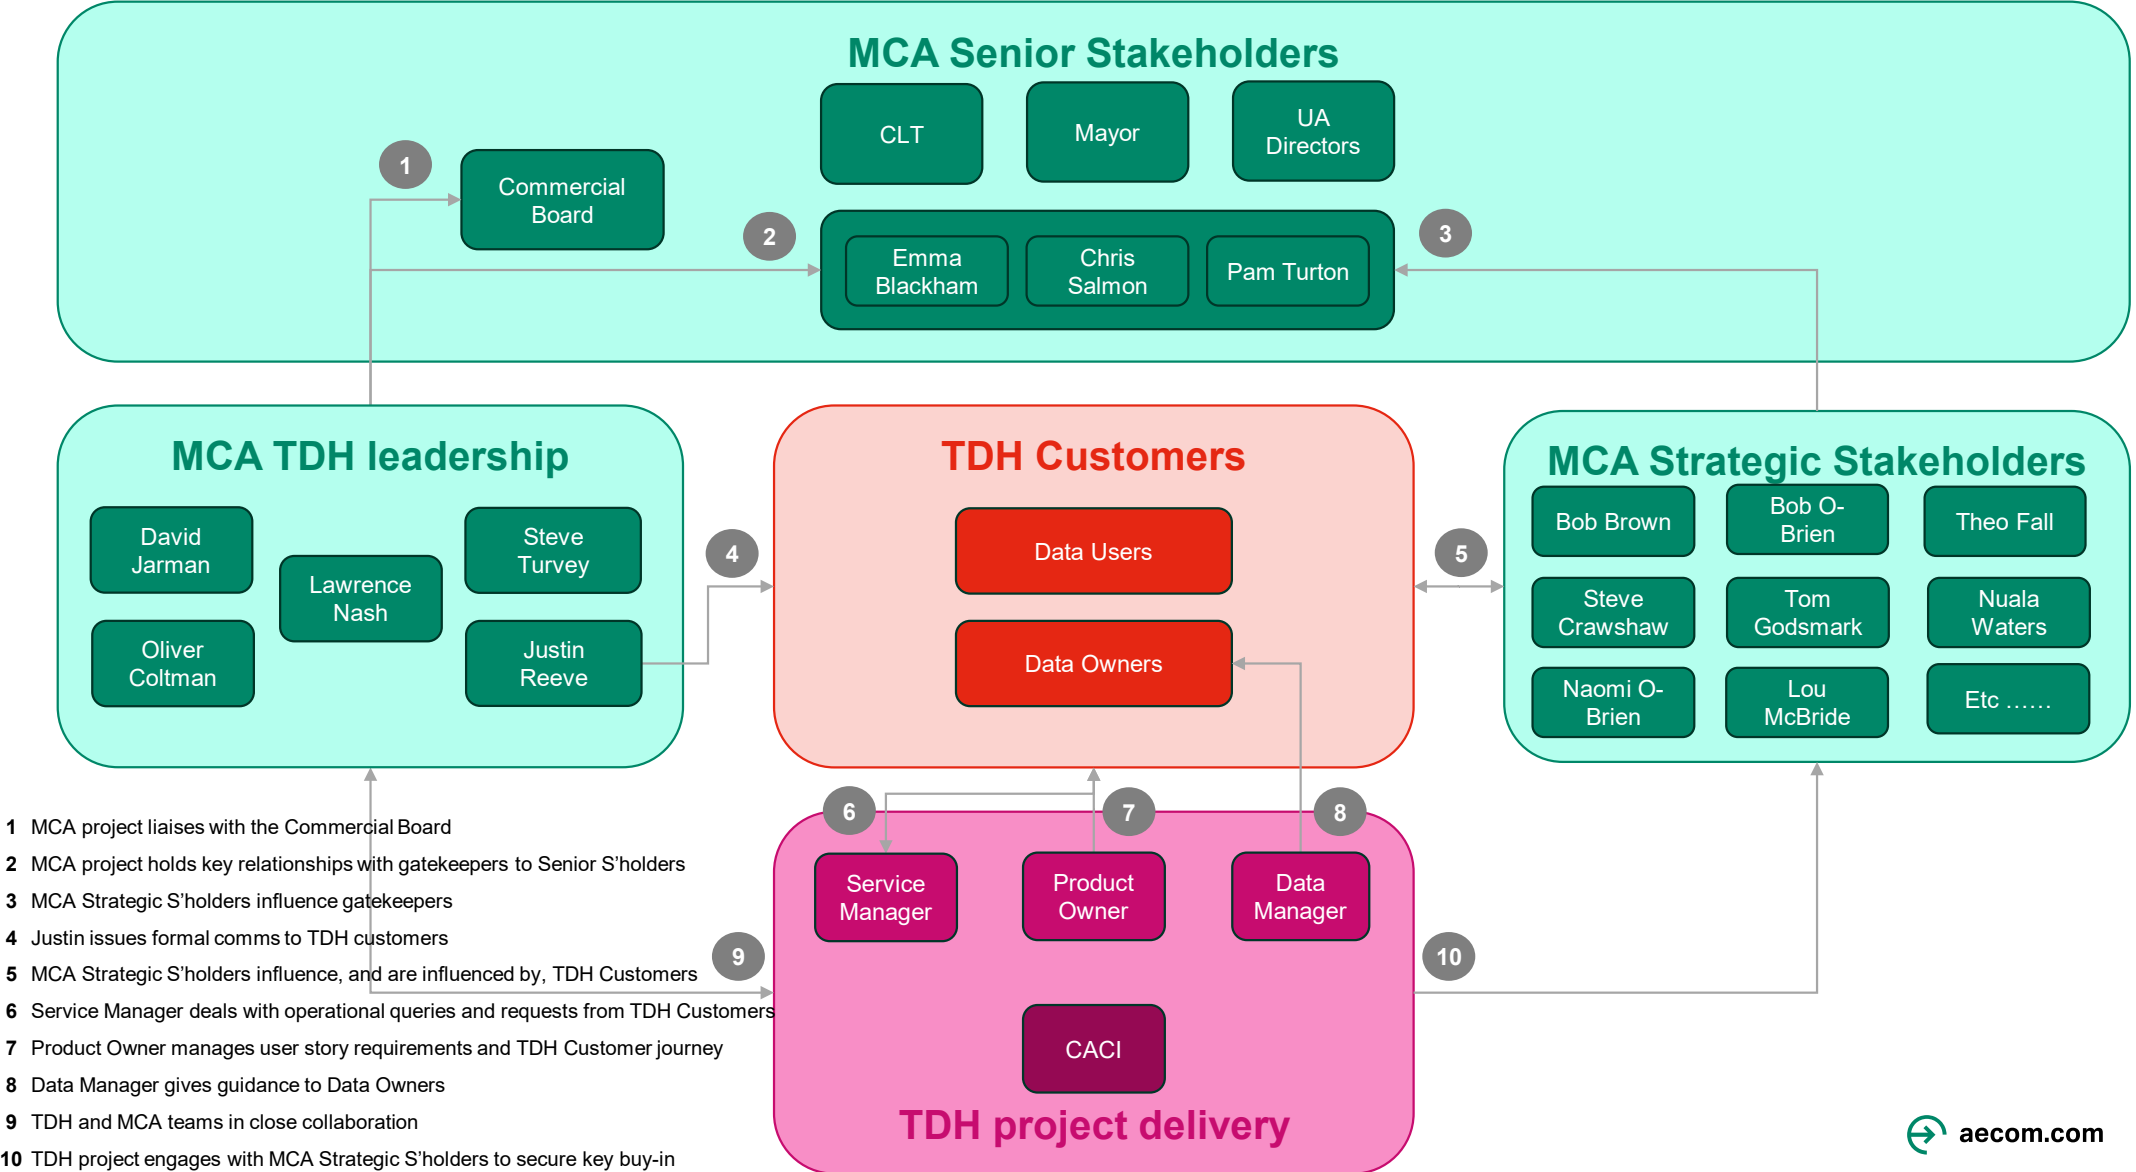 MCA Senior Stakeholders
CLT
Mayor
UA
Directors
1
Commercial
Board
2
Emma
Blackham
Chris
Salmon
Pam Turton
3
MCA TDH leadership
David
Jarman
Steve
Turvey
Lawrence
Nash
Oliver
Coltman
Justin
Reeve
4
TDH Customers
Data Users
Data Owners
5
MCA Strategic Stakeholders
Bob Brown
Bob O-
Brien
Theo Fall
Steve
Crawshaw
Tom
Godsmark
Nuala
Waters
Naomi O-
Brien
Lou
McBride
Etc ......
6
7
8
Service
Manager
Product
Owner
Data
Manager
9
10
CACI
TDH project delivery
1 MCA project liaises with the Commercial Board
2 MCA project holds key relationships with gatekeepers to Senior S'holders
3 MCA Strategic S'holders influence gatekeepers
4 Justin issues formal comms to TDH customers
5 MCA Strategic S'holders influence, and are influenced by, TDH Customers
6 Service Manager deals with operational queries and requests from TDH Customers
7 Product Owner manages user story requirements and TDH Customer journey
8 Data Manager gives guidance to Data Owners
9 TDH and MCA teams in close collaboration
10 TDH project engages with MCA Strategic S'holders to secure key buy-in
aecom.com